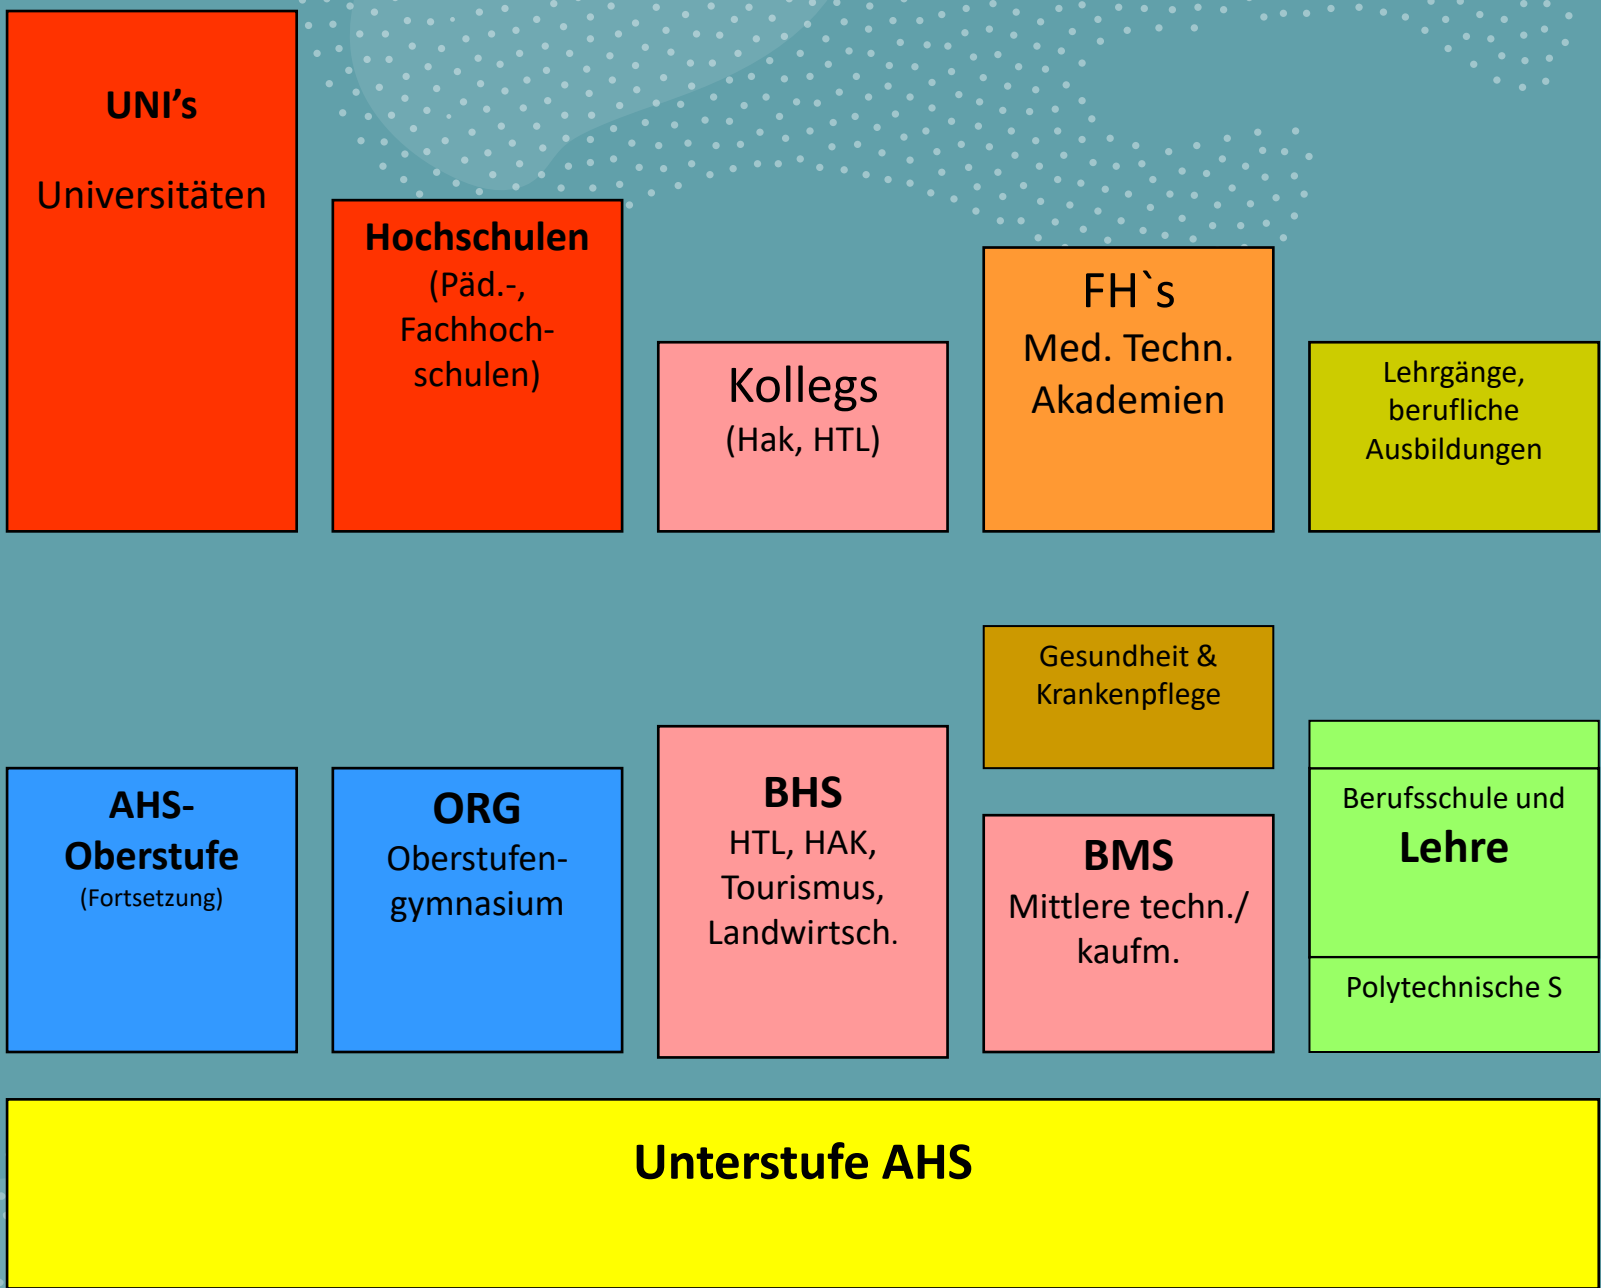 UNI’s
Universitäten
Hochschulen
(Päd.-,
Fachhoch-
schulen)
Kollegs
(Hak, HTL)
FH`s
Med. Techn.
Akademien
Lehrgänge,
berufliche
Ausbildungen
Gesundheit &
Krankenpflege
AHS-
Oberstufe
(Fortsetzung)
ORG
Oberstufen-
gymnasium
BHS
HTL, HAK,
Tourismus,
Landwirtsch.
BMS
Mittlere techn./
kaufm.
Berufsschule und
Lehre
Polytechnische S
Unterstufe AHS